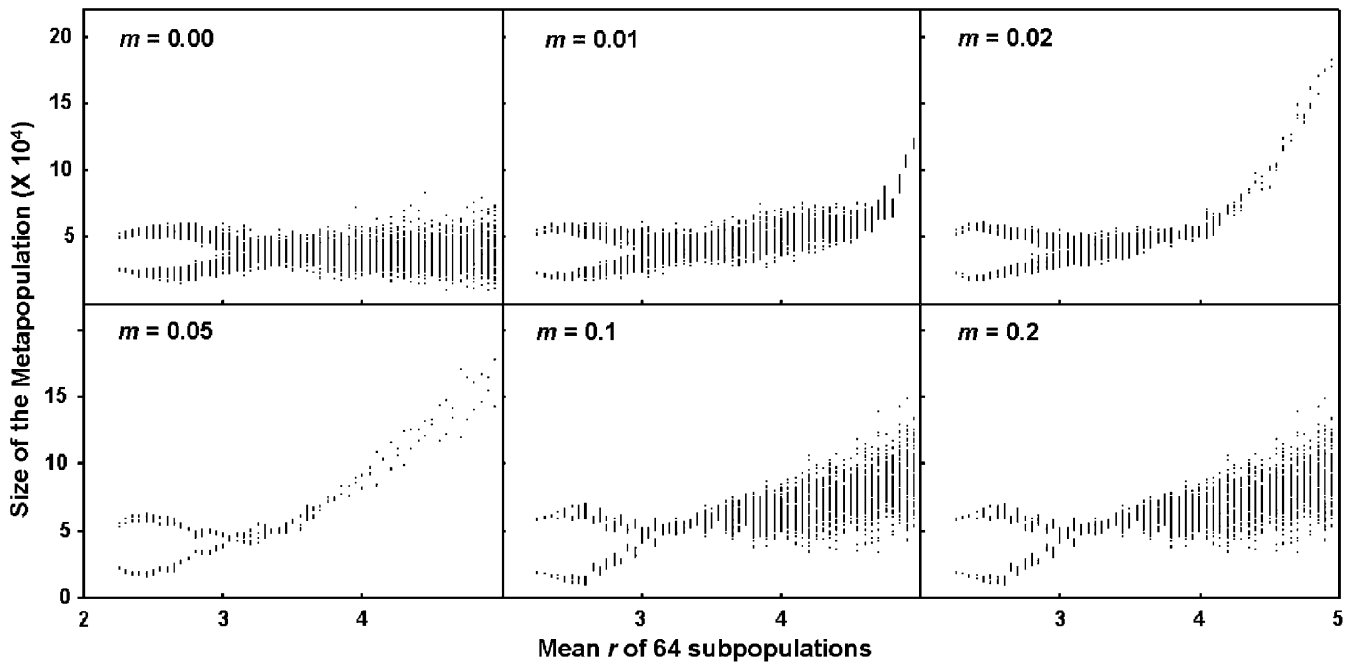 m = 0.00
m = 0.01
m = 0.02
20
15
10
5
m = 0.05
m = 0.1
m = 0.2
15
10
5
0
2
3
4
3
4
3
4
5
Size of the Metapopulation (X 10⁴)
Mean r of 64 subpopulations